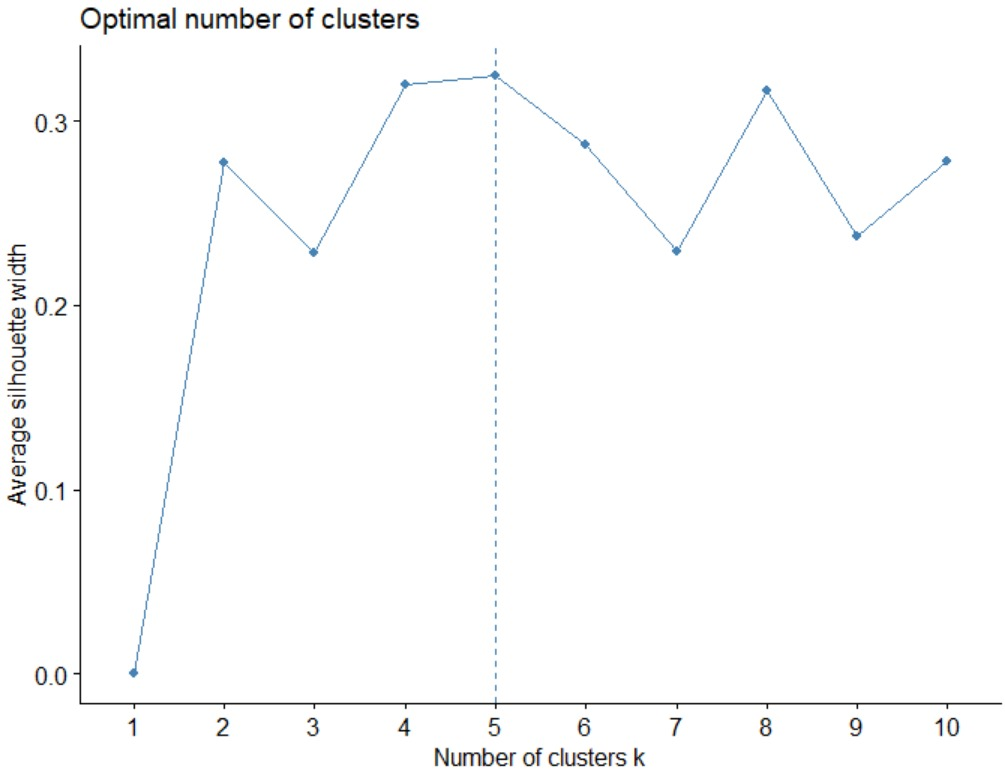 Optimal number of clusters
Average silhouette width
0.3
0.2
0.1
0.0
1 2 3 4 5 6 7 8 9 10
Number of clusters k